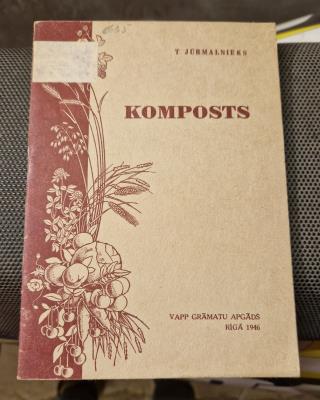 T JŪRMALNIEKS
KOMPOSTS
VAPP GRĀMATU APGĀDS
RĪGĀ 1946